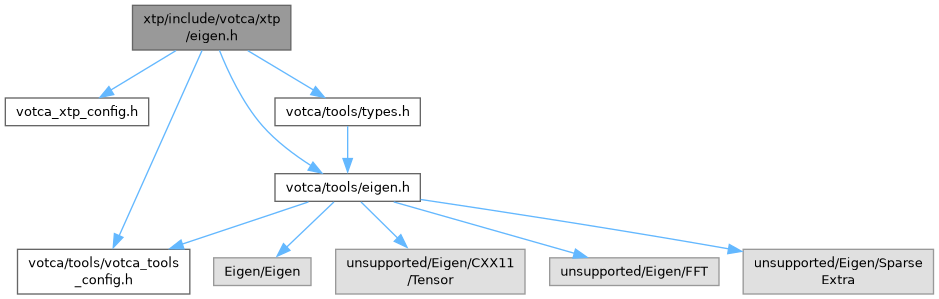 xtp/include/votca/xtp
/eigen.h
votca_xtp_config.h
votca/tools/types.h
votca/tools/eigen.h
votca/tools/votca_tools
_config.h
Eigen/Eigen
unsupported/Eigen/CXX11
/Tensor
unsupported/Eigen/FFT
unsupported/Eigen/Sparse
Extra